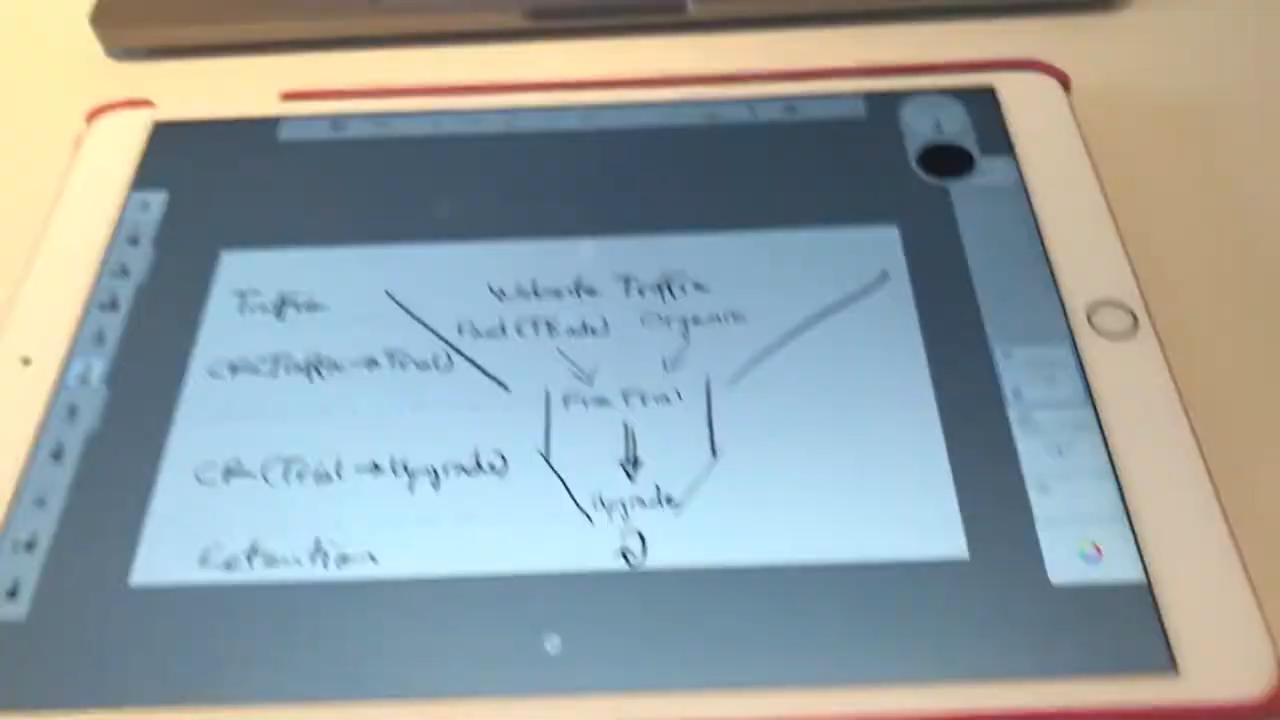 Traffic
Website Traffic
Paid (TRade) Organic
CR (Traffic → Trial)
Free Trial
CR (Trial → Upgrade)
Upgrade
Retention